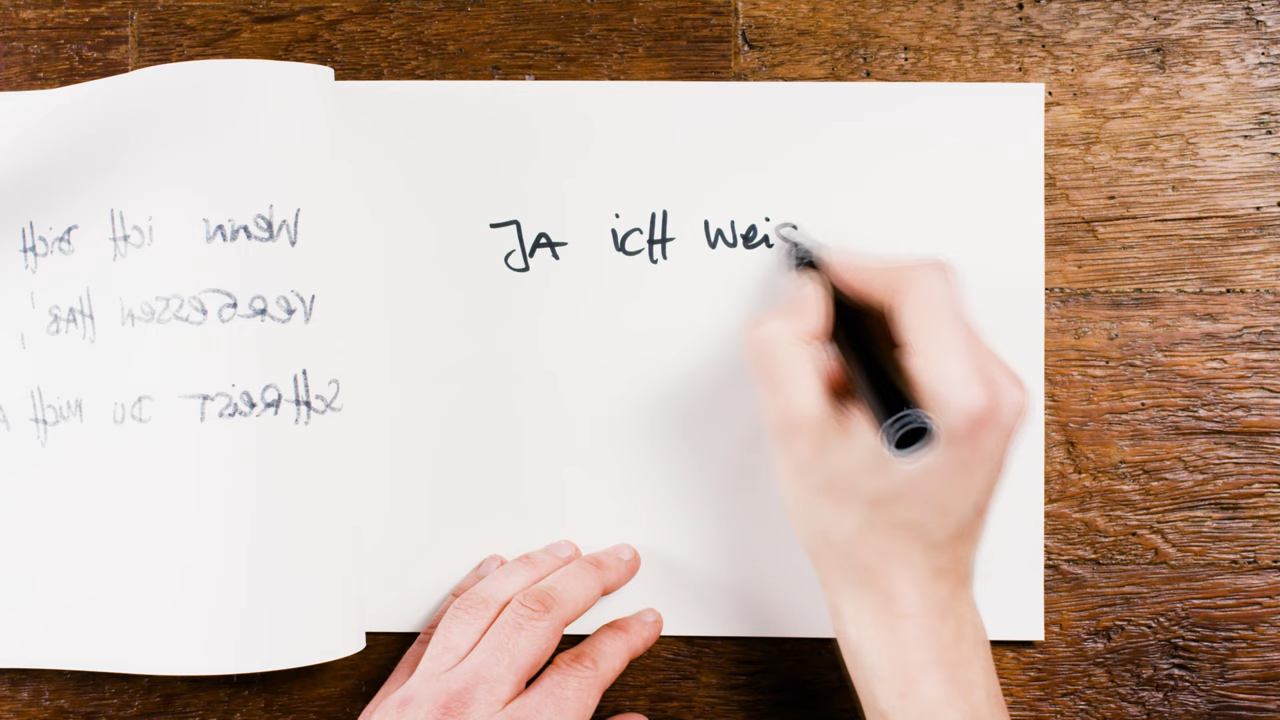 Wenn ich dich
vergessen hab',
schreist du mich
JA ich weis